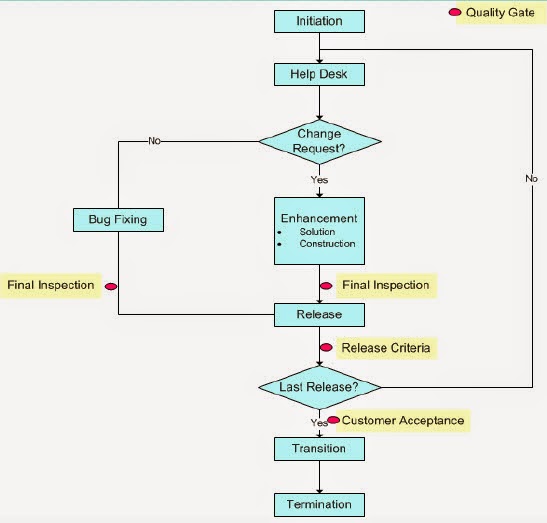 Initiation
Quality Gate
Help Desk
Change
Request?
No
Yes
No
Bug Fixing
Enhancement
• Solution
• Construction
Final Inspection
Final Inspection
Release
Release Criteria
Last Release?
Yes
Customer Acceptance
Transition
Termination